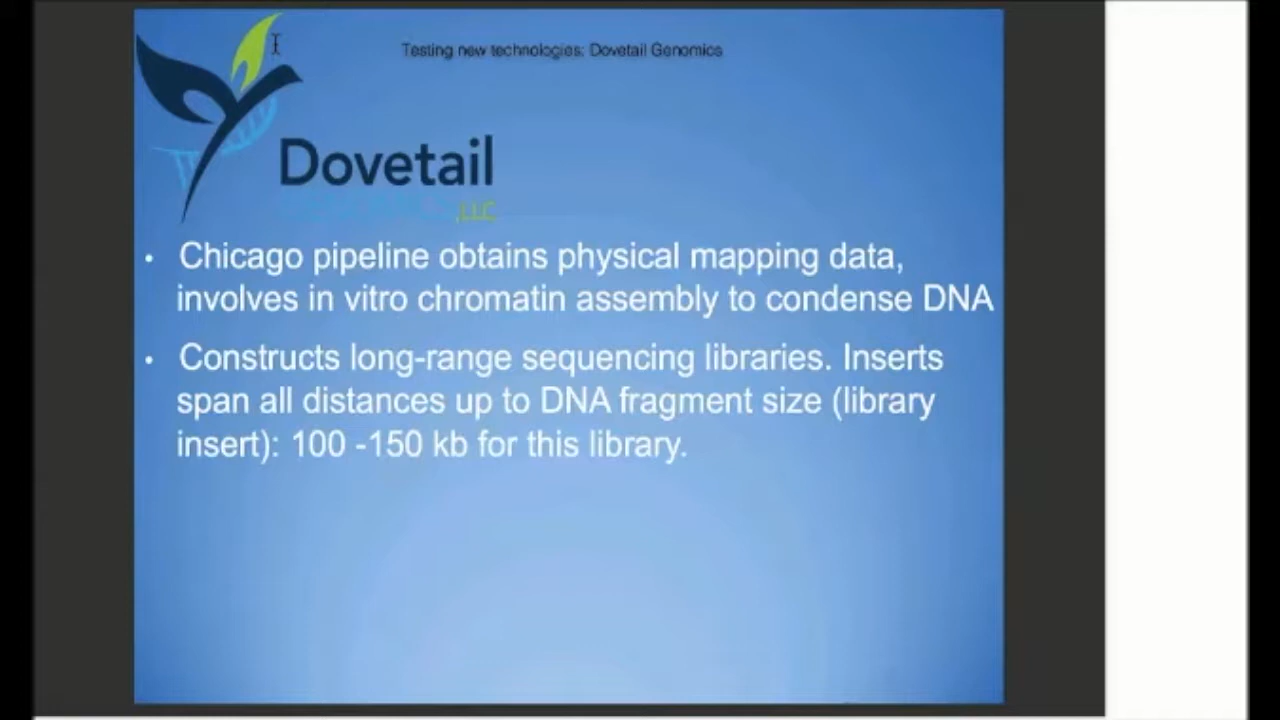 Testing new technologies: Dovetail Genomics
Dovetail
LLC
• Chicago pipeline obtains physical mapping data,
involves in vitro chromatin assembly to condense DNA
• Constructs long-range sequencing libraries. Inserts
span all distances up to DNA fragment size (library
insert): 100 -150 kb for this library.